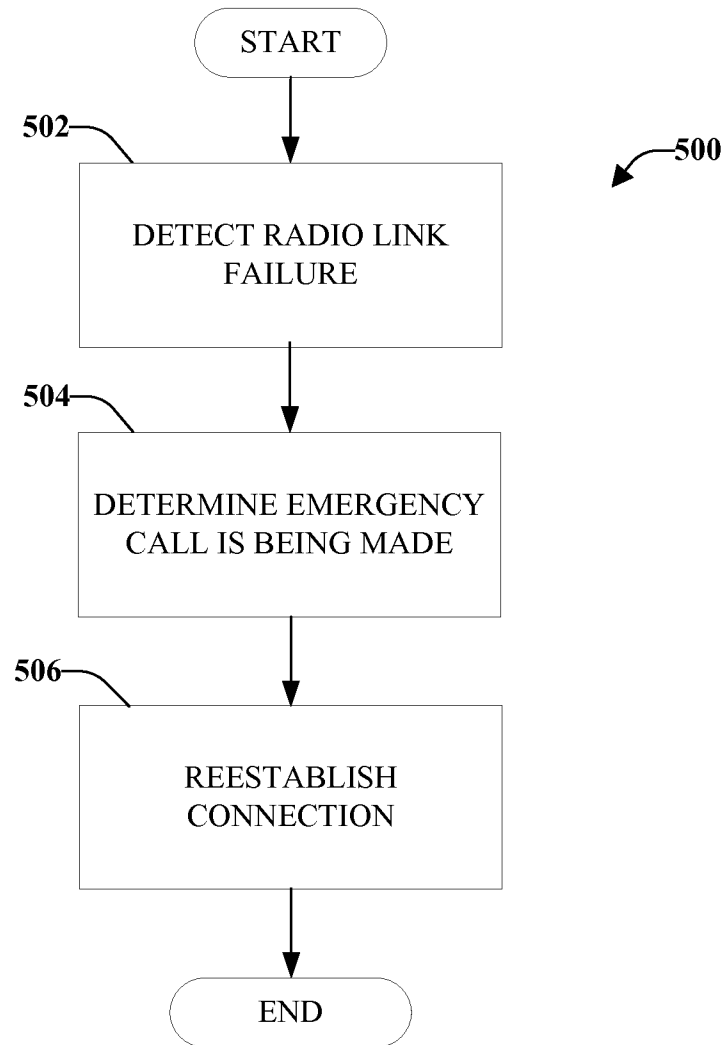 START
502
500
DETECT RADIO LINK
FAILURE
504
DETERMINE EMERGENCY
CALL IS BEING MADE
506
REESTABLISH
CONNECTION
END